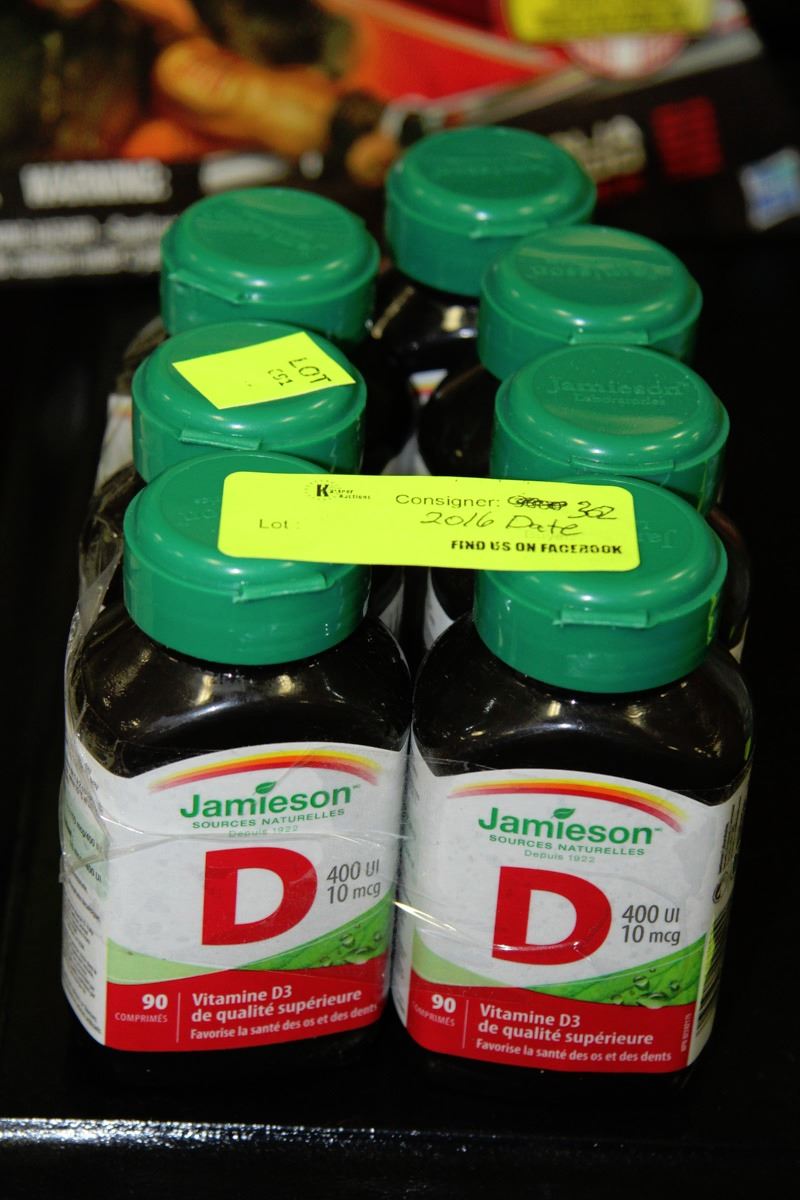 WARNING:
Jamieson
Laboratories
LOT
K
AUCTIONS
Consigner: 362
Lot :
2016 Date
FIND US ON FACEBOOK
Jamieson
SOURCES NATURELLES
Depuis 1922
D
400 UI
10 mcg
90
COMPRIMÉS
Vitamine D3
de qualité supérieure
Favorise la santé des os et des dents
Jamieson
SOURCES NATURELLES
Depuis 1922
D
400 UI
10 mcg
90
COMPRIMÉS
Vitamine D3
de qualité supérieure
Favorise la santé des os et des dents